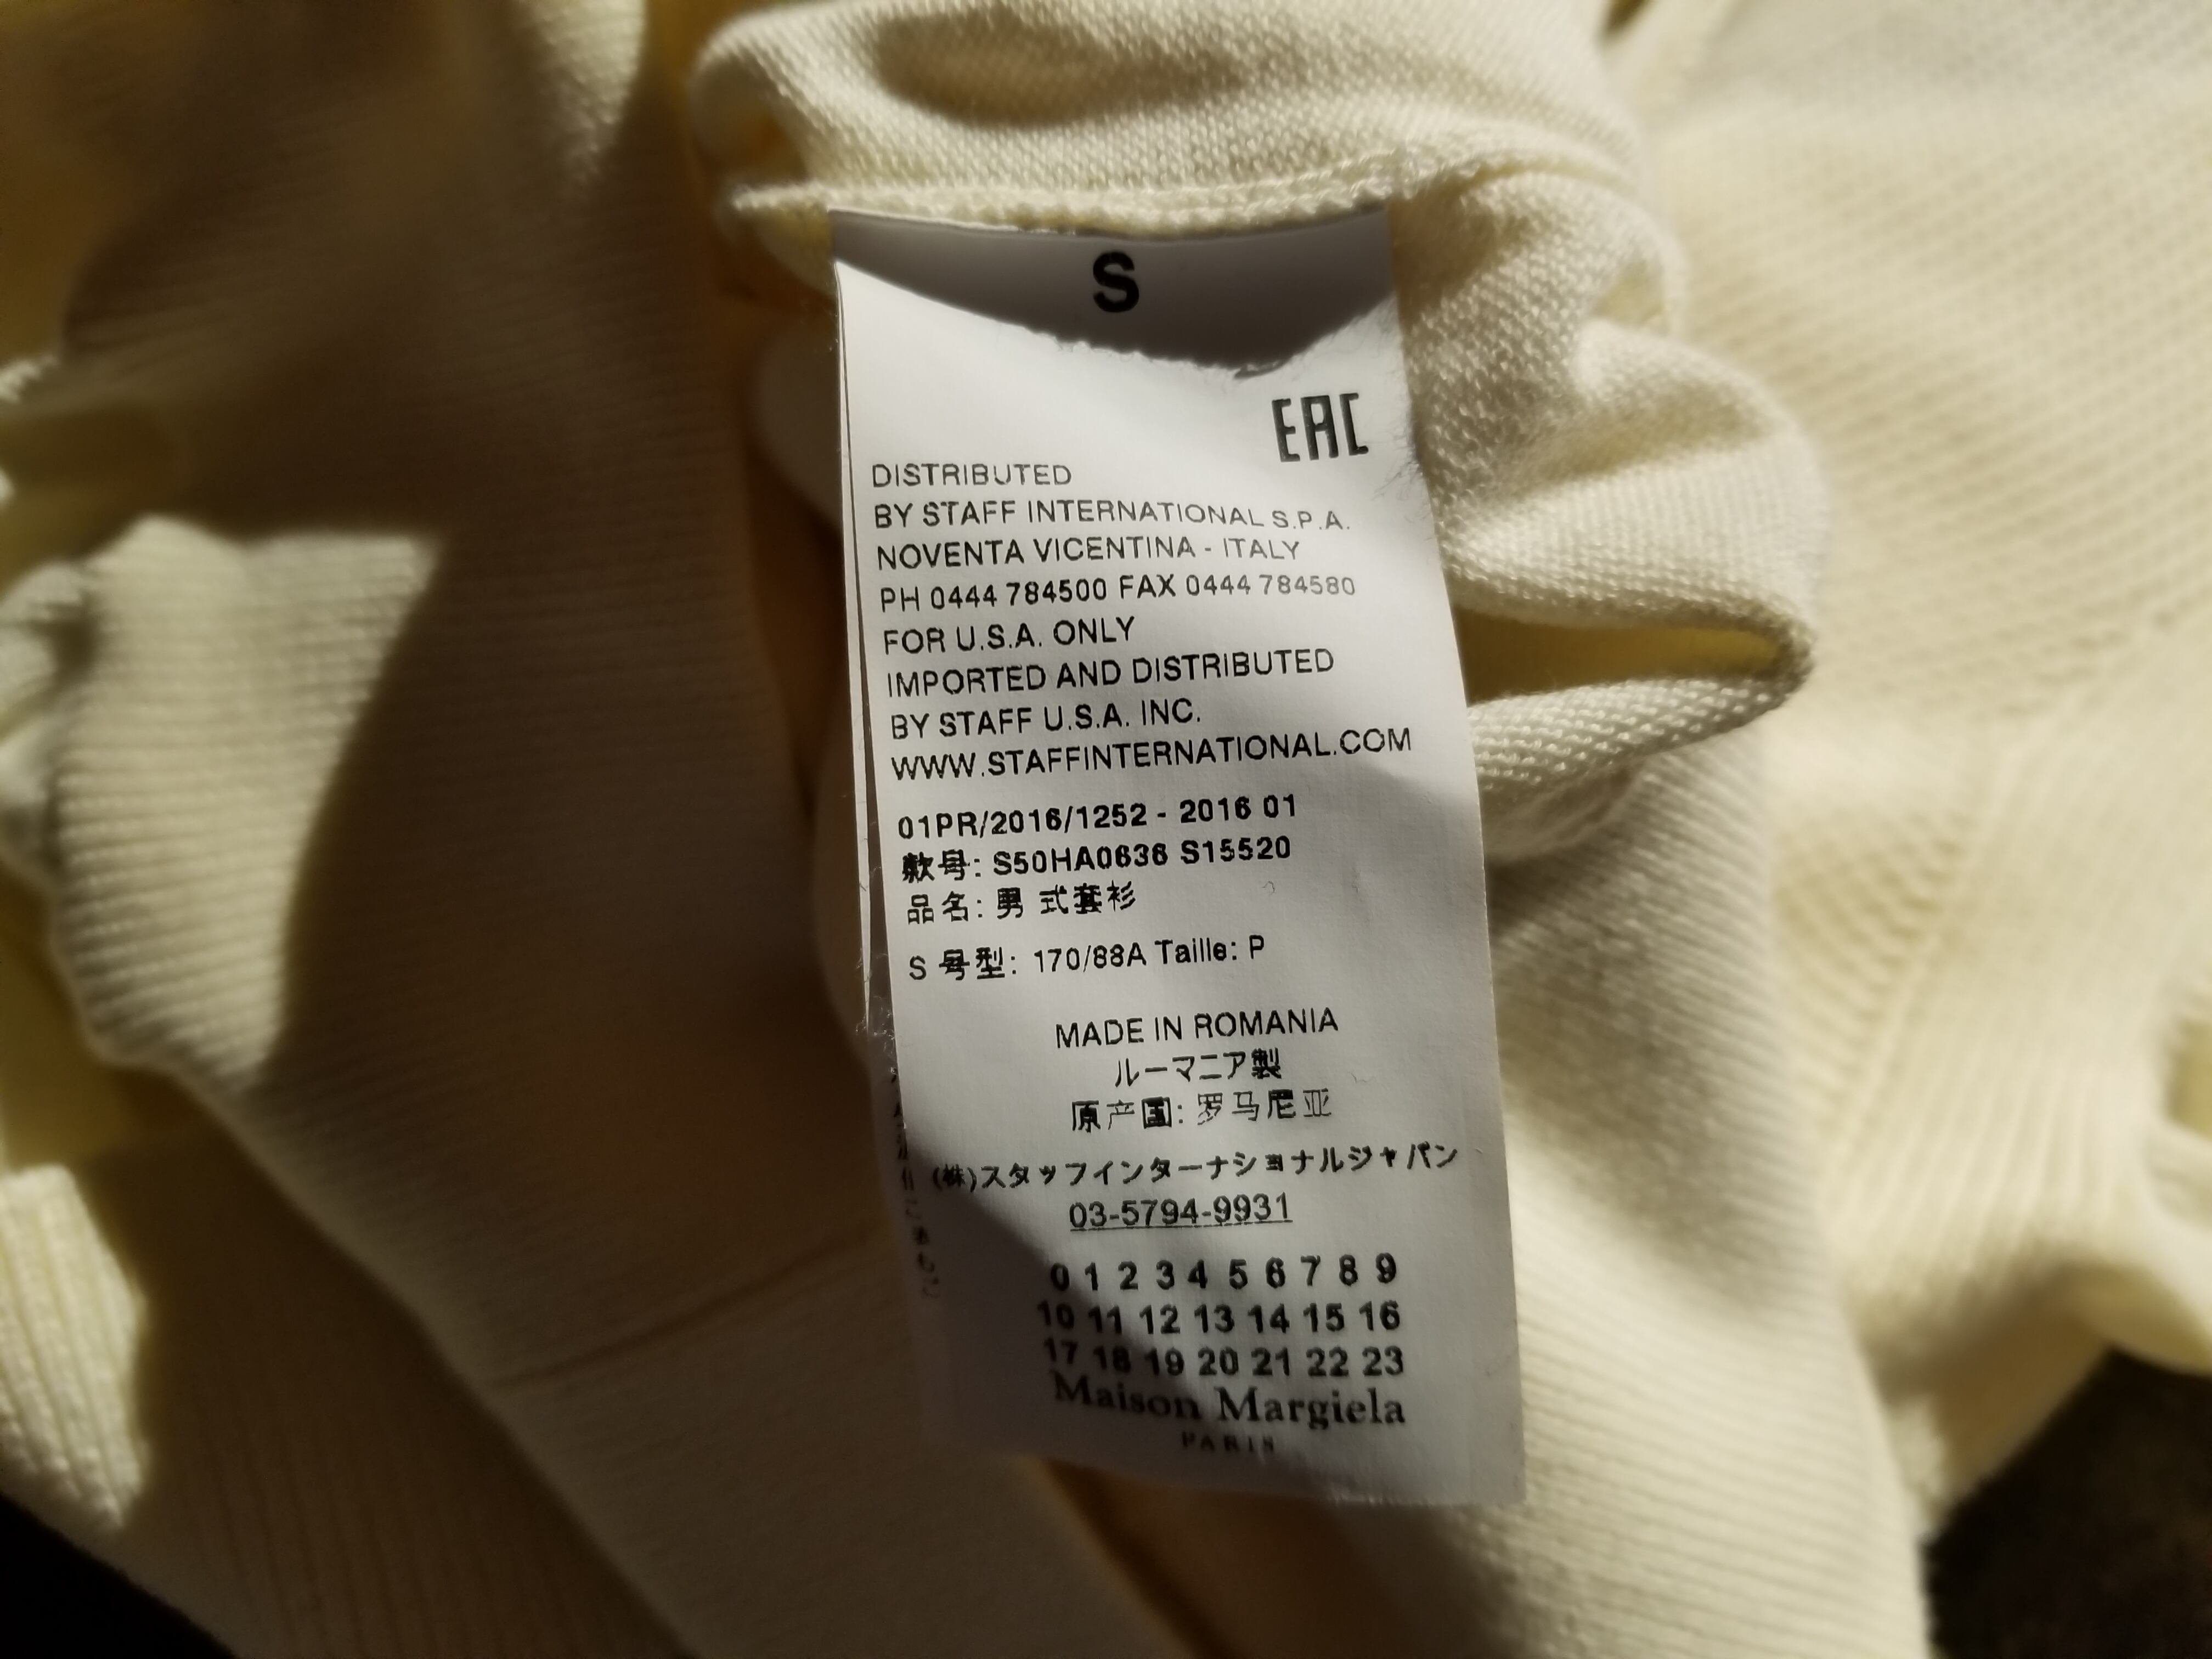 S
EAC
DISTRIBUTED
BY STAFF INTERNATIONAL S.P.A.
NOVENTA VICENTINA - ITALY
PH 0444 784500 FAX 0444 784580
FOR U.S.A. ONLY
IMPORTED AND DISTRIBUTED
BY STAFF U.S.A. INC.
WWW.STAFFINTERNATIONAL.COM
01PR/2016/1252 - 2016 01
款号: S50HA0636 S15520
品名: 男 式套衫
S 号型: 170/88A Taille: P
MADE IN ROMANIA
ルーマニア製
原产国: 罗马尼亚
(株)スタッフインターナショナルジャパン
03-5794-9931
0 1 2 3 4 5 6 7 8 9
10 11 12 13 14 15 16
17 18 19 20 21 22 23
Maison Margiela
PARIS